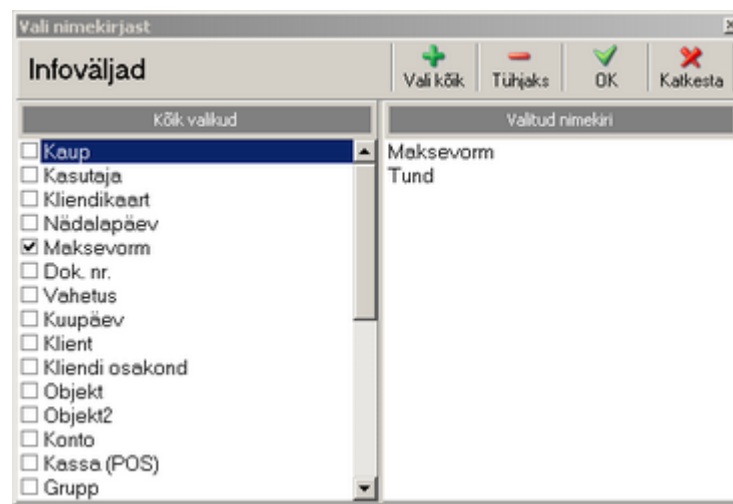 Vali nimekirjast
Infoväljad
Vali kõik
Tühjaks
OK
Katkesta
Kõik valikud
Valitud nimekiri
Kaup
Kasutaja
Kliendikaart
Nädalapäev
Maksevorm
Dok. nr.
Vahetus
Kuupäev
Klient
Kliendi osakond
Objekt
Objekt2
Konto
Kassa (POS)
Grupp
Maksevorm
Tund